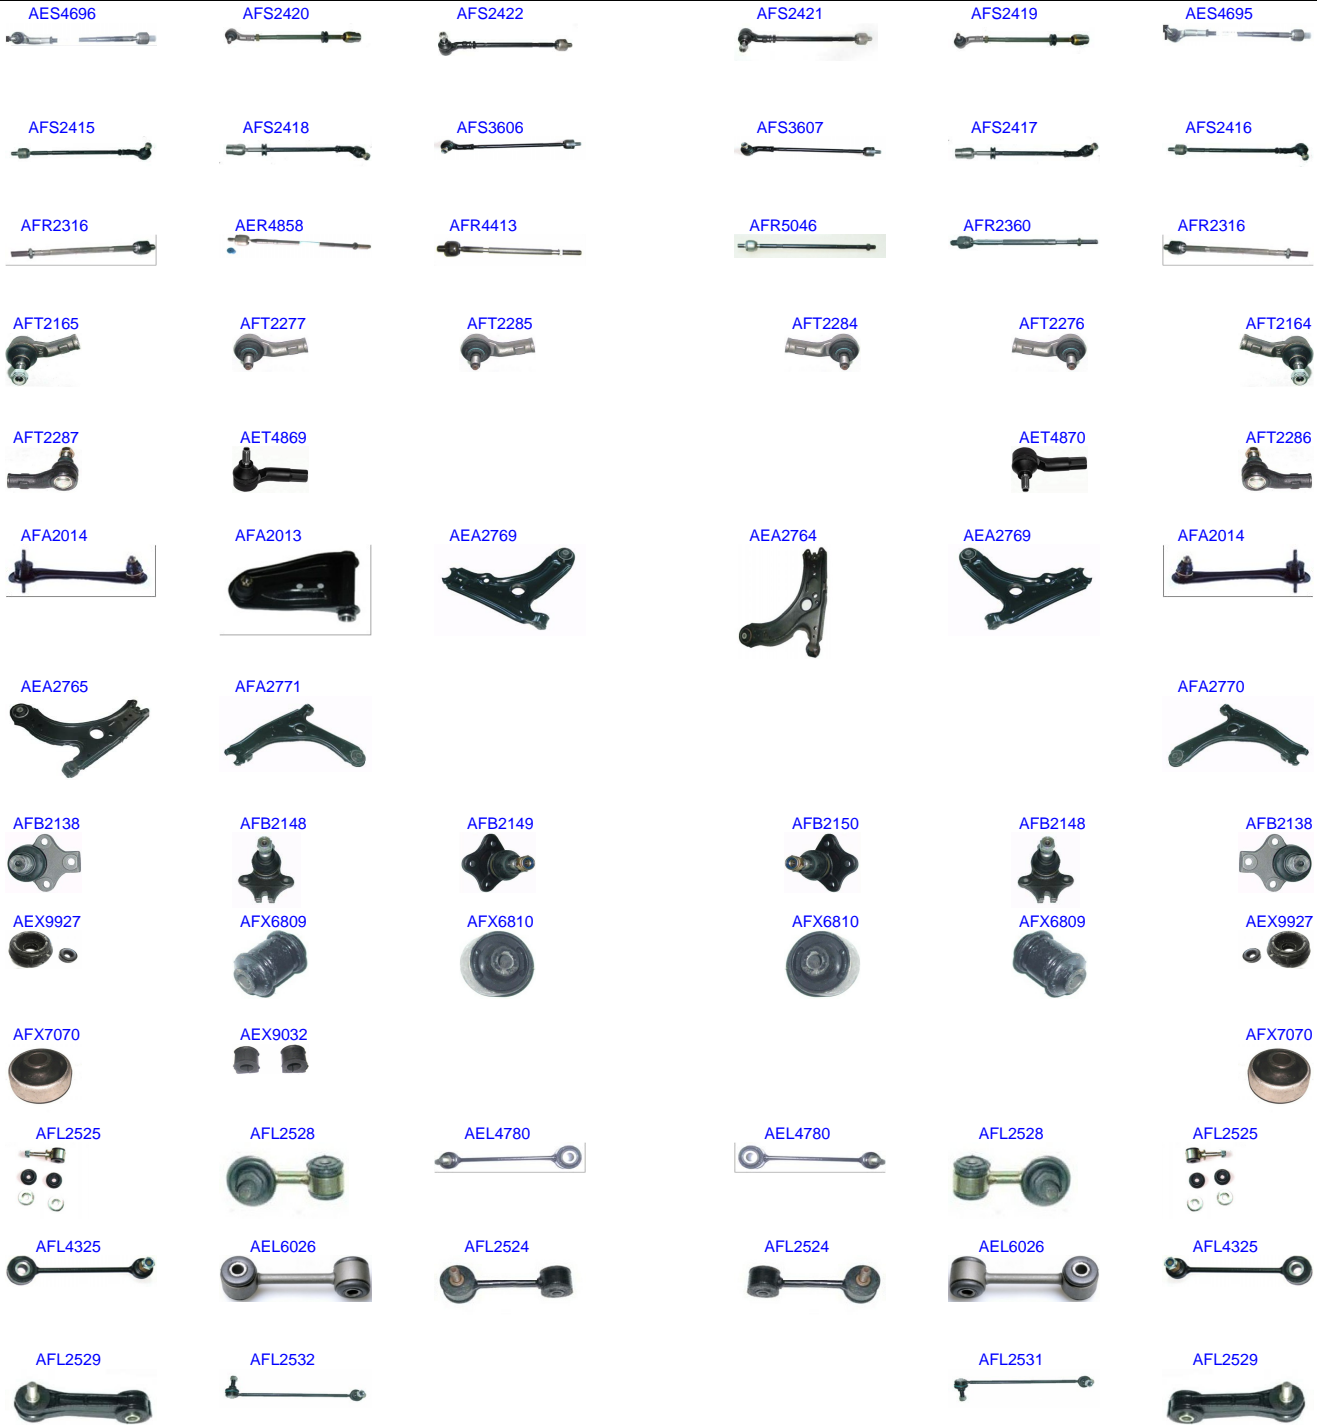 AES4696 AFS2420 AFS2422 AFS2421 AFS2419 AES4695
AFS2415 AFS2418 AFS3606 AFS3607 AFS2417 AFS2416
AFR2316 AER4858 AFR4413 AFR5046 AFR2360 AFR2316
AFT2165 AFT2277 AFT2285 AFT2284 AFT2276 AFT2164
AFT2287 AET4869 AET4870 AFT2286
AFA2014 AFA2013 AEA2769 AEA2764 AEA2769 AFA2014
AEA2765 AFA2771 AFA2770
AFB2138 AFB2148 AFB2149 AFB2150 AFB2148 AFB2138
AEX9927 AFX6809 AFX6810 AFX6810 AFX6809 AEX9927
AFX7070 AEX9032 AFX7070
AFL2525 AFL2528 AEL4780 AEL4780 AFL2528 AFL2525
AFL4325 AEL6026 AFL2524 AFL2524 AEL6026 AFL4325
AFL2529 AFL2532 AFL2531 AFL2529